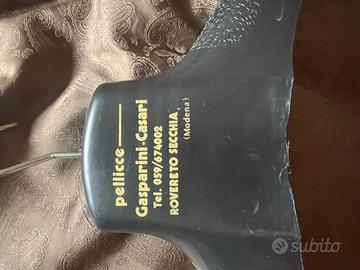 pellicce
Gasparini-Casari
Tel. 059/674002
ROVERETO SECCHIA
(Modena)
subito